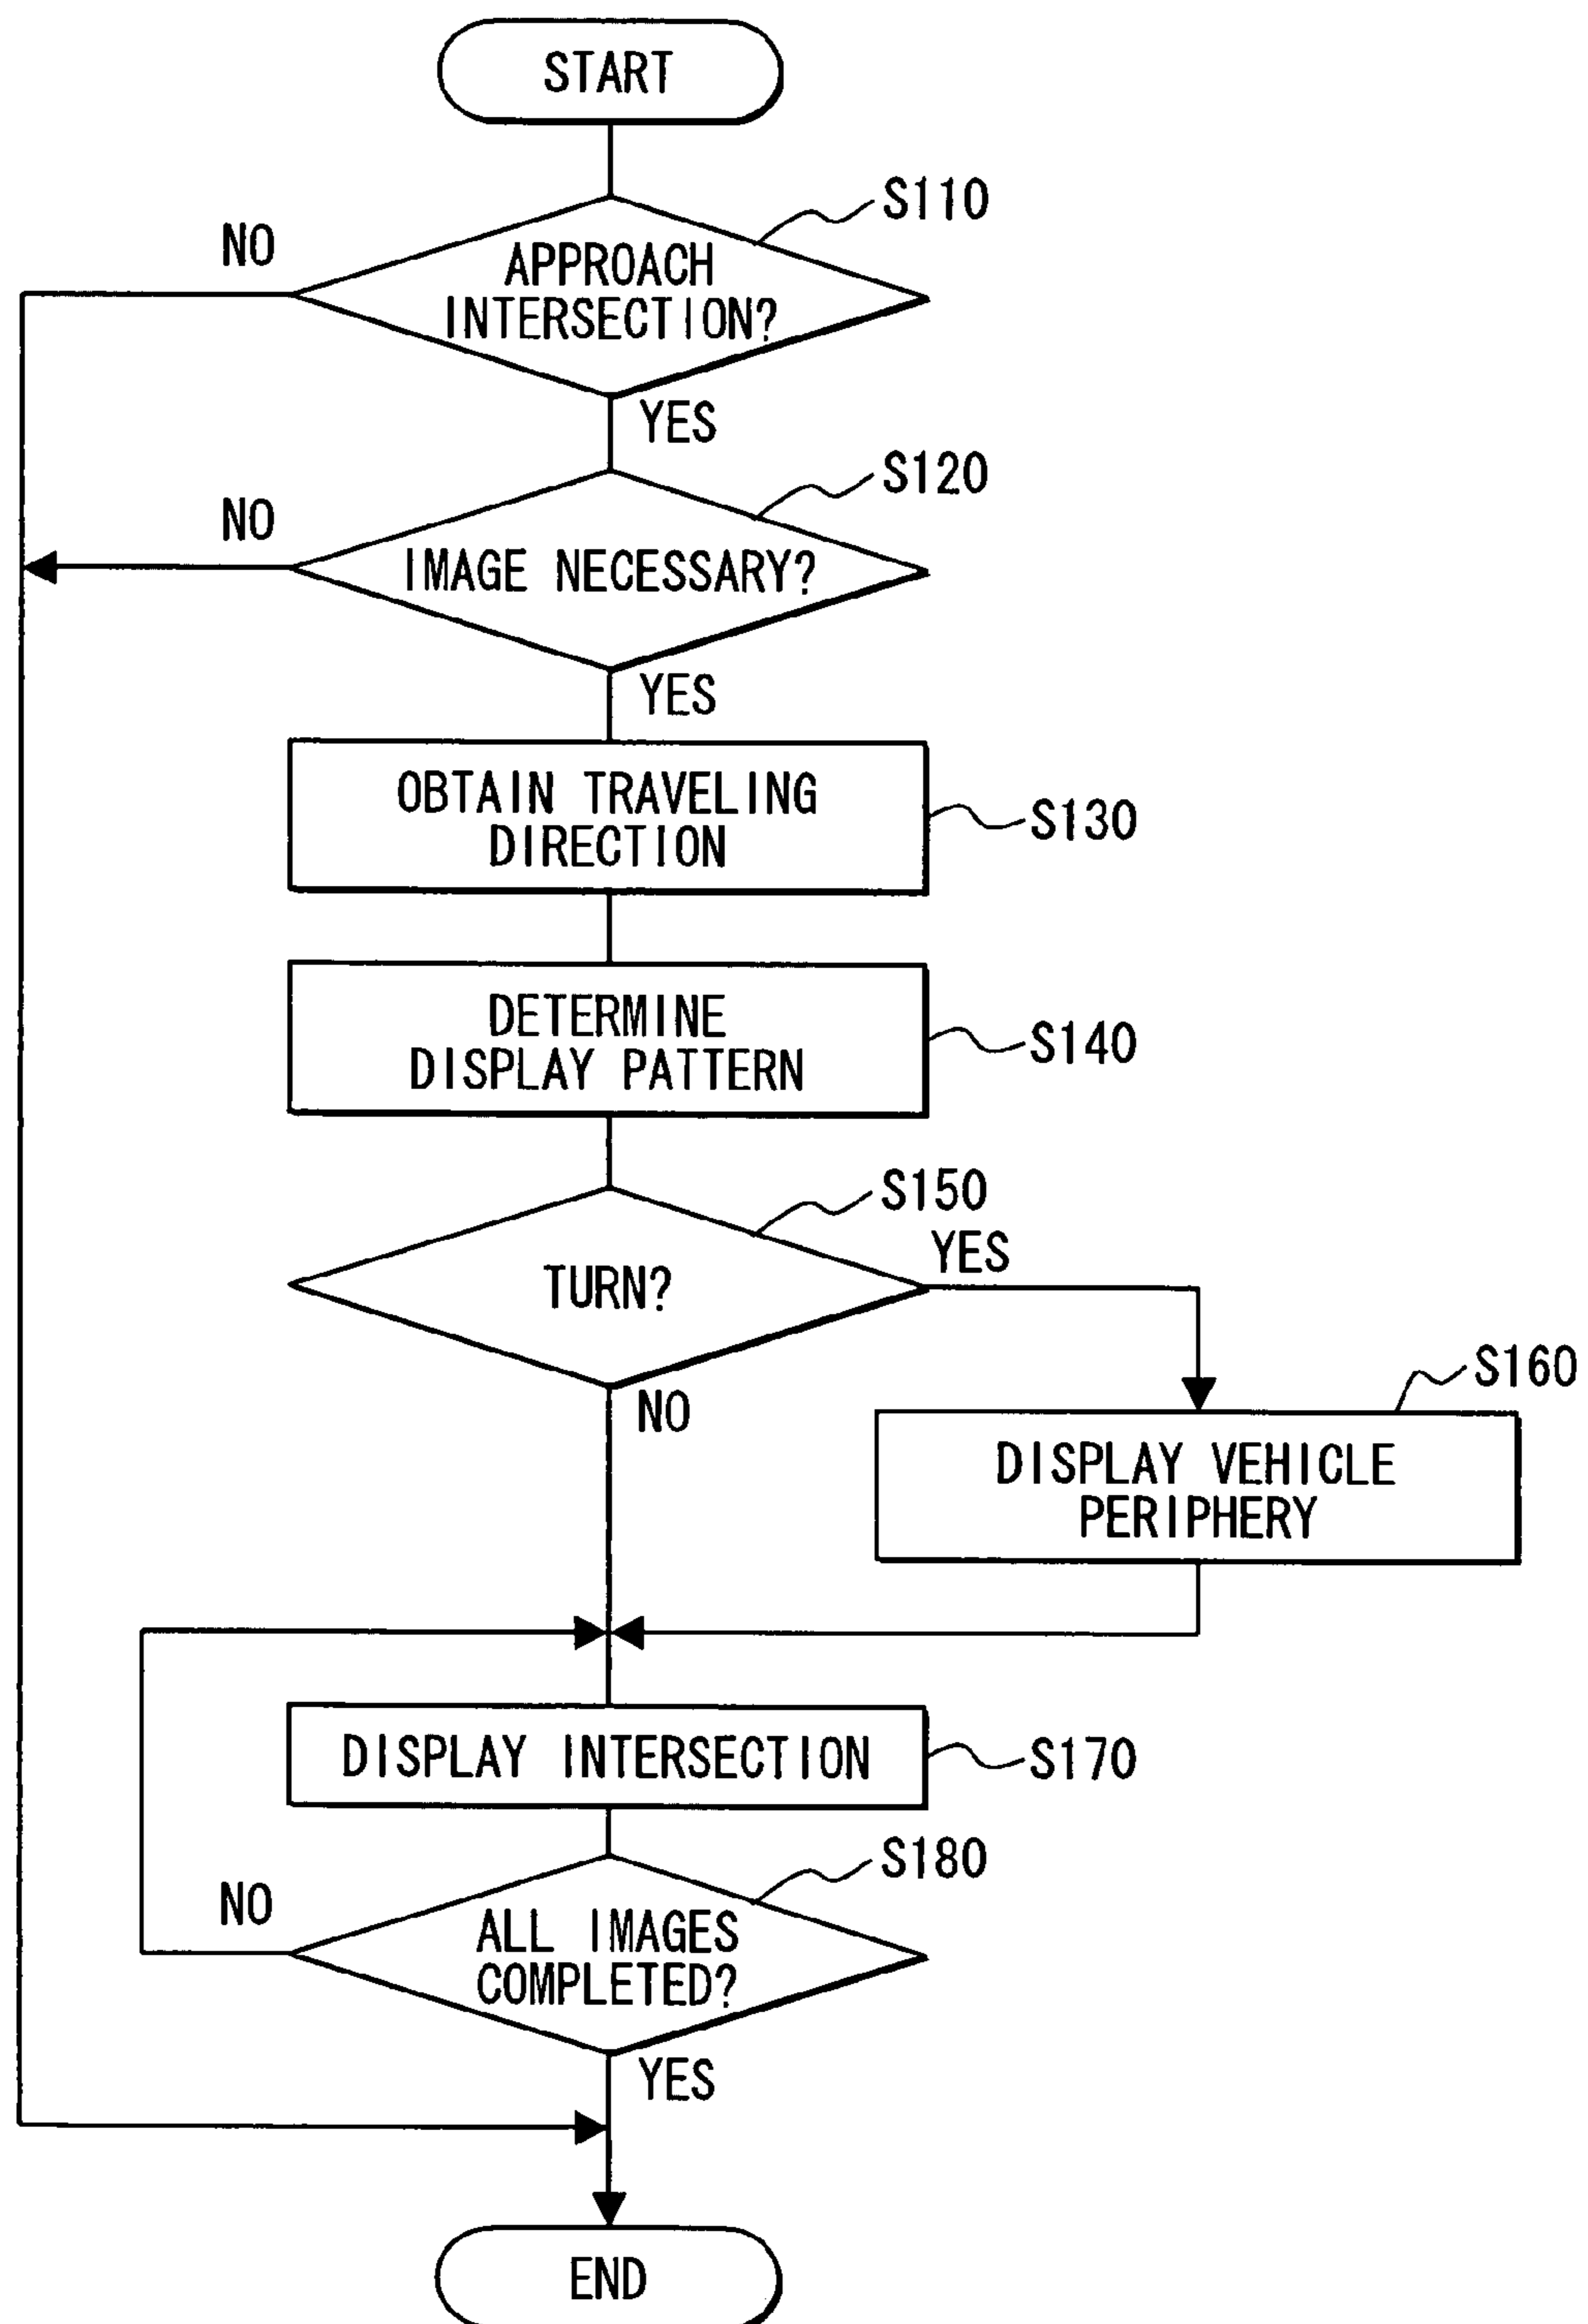 START
S110
NO
APPROACH
INTERSECTION?
YES
S120
NO
IMAGE NECESSARY?
YES
OBTAIN TRAVELING
DIRECTION
S130
DETERMINE
DISPLAY PATTERN
S140
S150
YES
TURN?
NO
S160
DISPLAY VEHICLE
PERIPHERY
DISPLAY INTERSECTION
S170
S180
NO
ALL IMAGES
COMPLETED?
YES
END